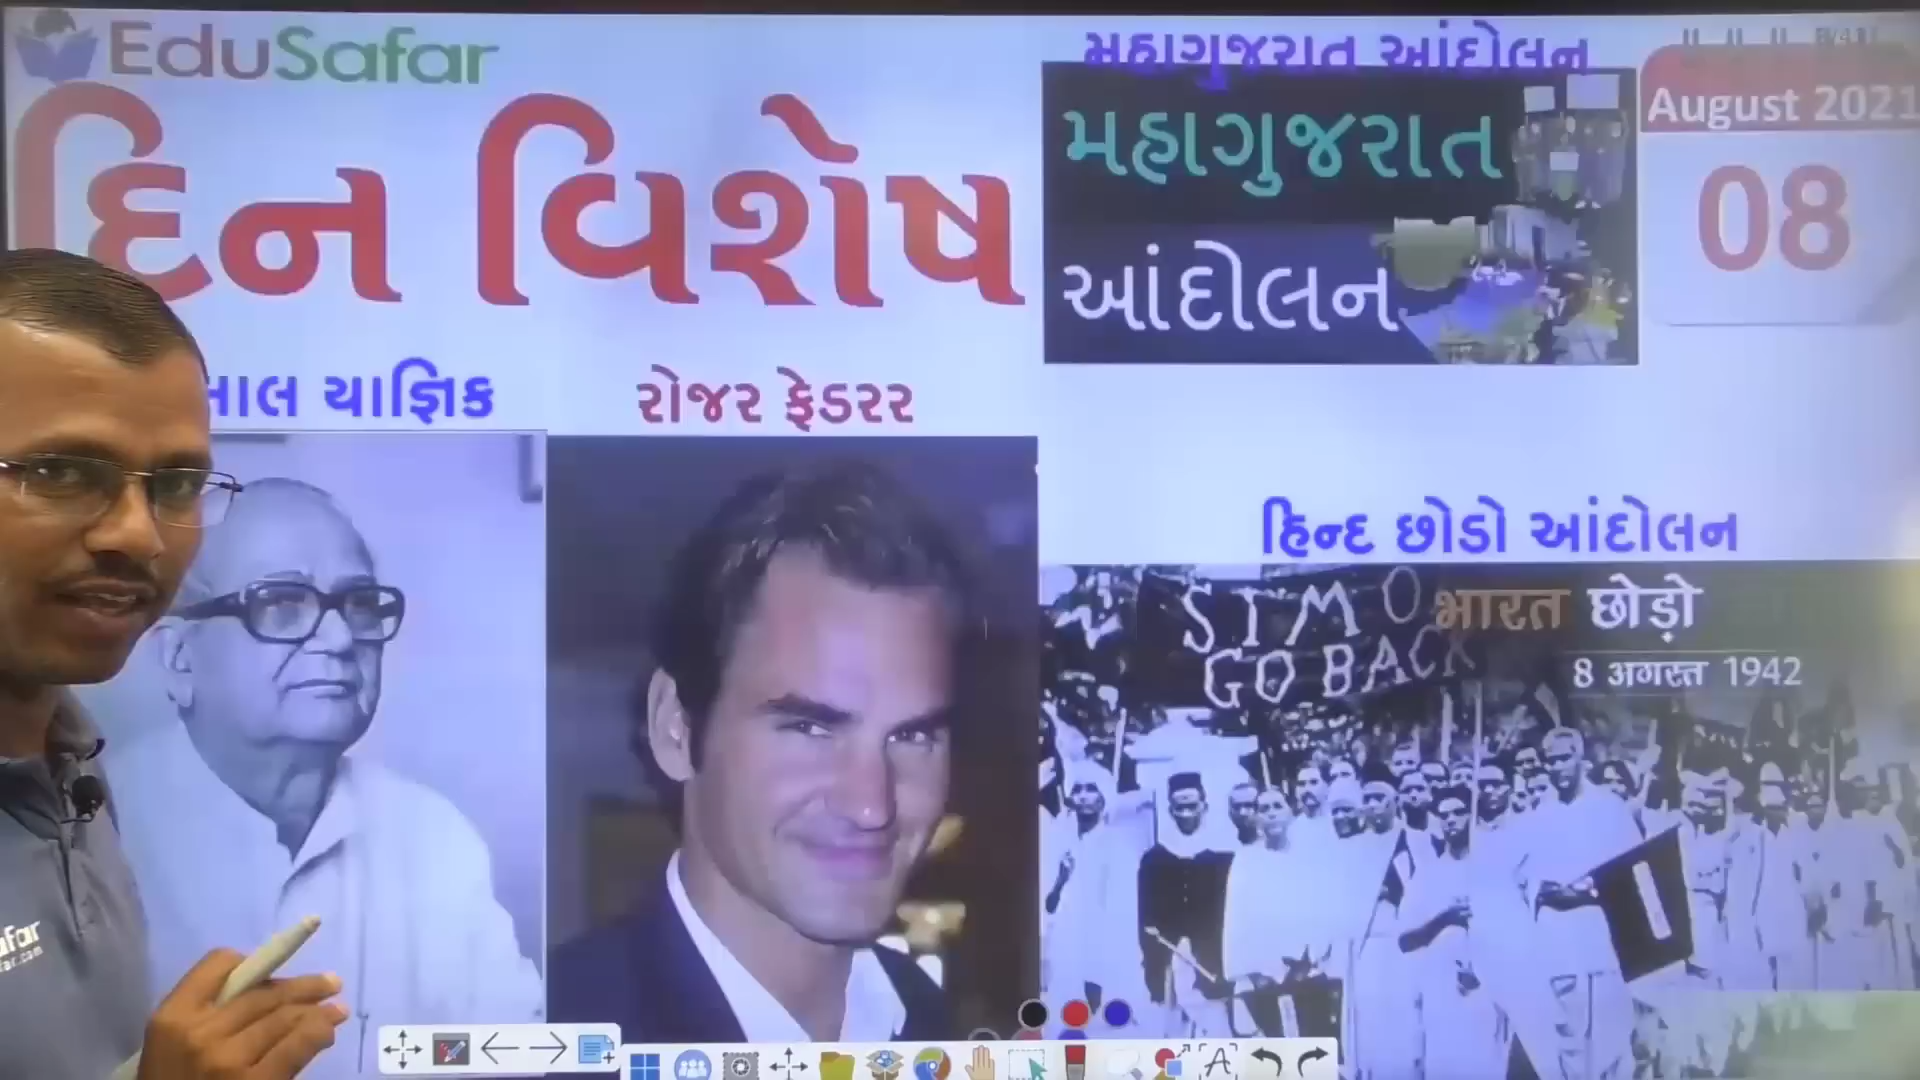 EduSafar
દિન વિશેષ
મહાગુજરાત આંદોલન
મહાગુજરાત
આંદોલન
August 2021
08
યાજ્ઞિક
રોજર ફેડરર
હિન્દ છોડો આંદોલન
SIMO
GO BACK
भारत छोड़ो
8 अगस्त 1942